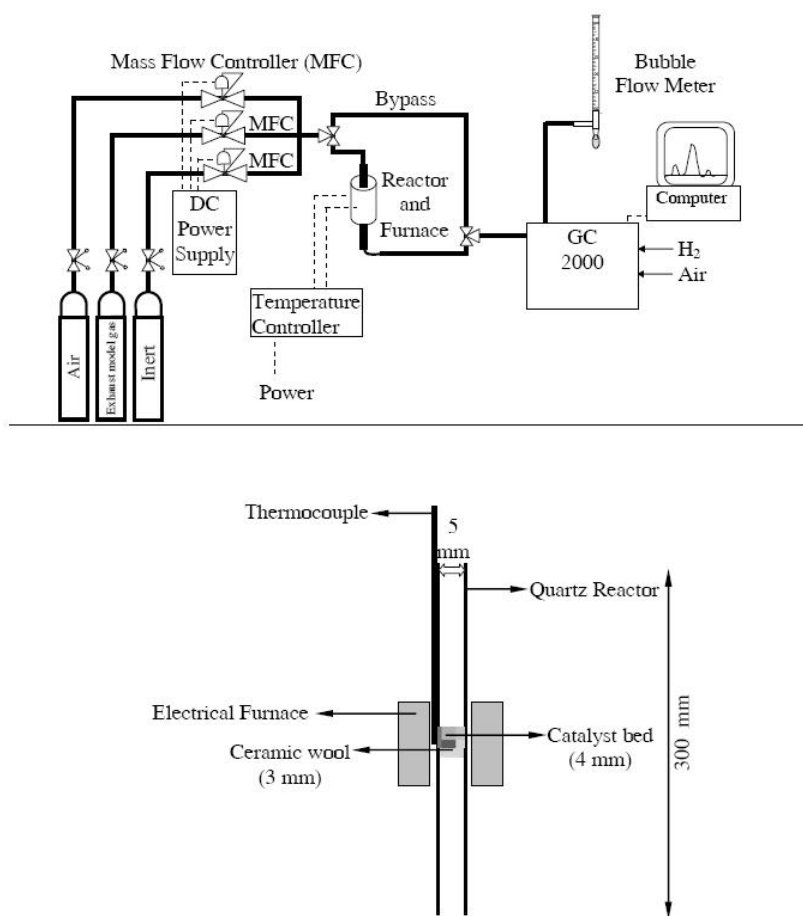 Mass Flow Controller (MFC)
Bubble
Flow Meter
Bypass
MFC
MFC
Reactor
and
Furnace
Computer
DC
Power
Supply
GC
2000
H₂
Air
Temperature
Controller
Power
Air
Exhaust model gas
Inert
Thermocouple
5
mm
Quartz Reactor
Electrical Furnace
Catalyst bed
(4 mm)
Ceramic wool
(3 mm)
300 mm